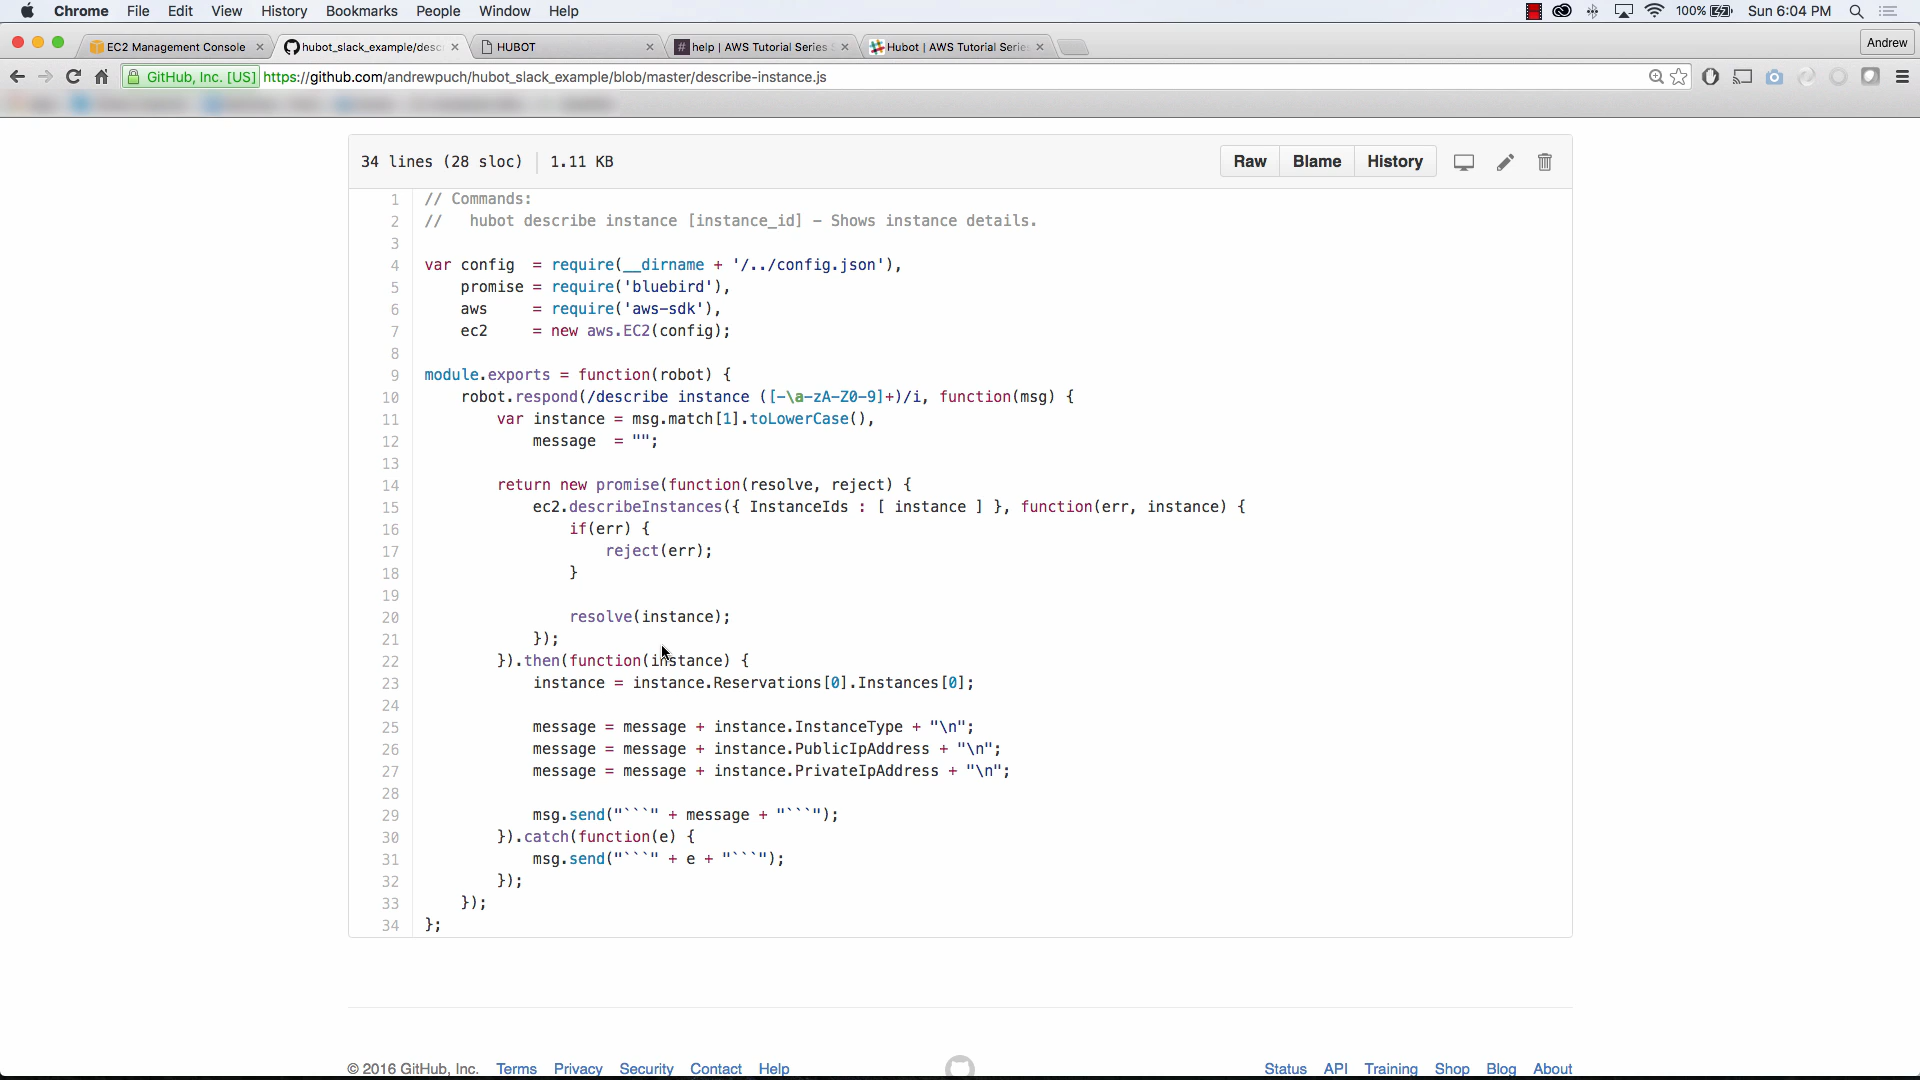 Chrome File Edit View History Bookmarks People Window Help 100% Sun 6:04 PM
EC2 Management Console hubot_slack_example/desc HUBOT help | AWS Tutorial Series Hubot | AWS Tutorial Serie Andrew
GitHub, Inc. [US] https://github.com/andrewpuch/hubot_slack_example/blob/master/describe-instance.js
34 lines (28 sloc) 1.11 KB Raw Blame History
1 // Commands:
2 //   hubot describe instance [instance_id] - Shows instance details.
3
4 var config  = require(__dirname + '/../config.json'),
5     promise = require('bluebird'),
6     aws     = require('aws-sdk'),
7     ec2     = new aws.EC2(config);
8
9 module.exports = function(robot) {
10     robot.respond(/describe instance ([-\a-zA-Z0-9]+)/i, function(msg) {
11         var instance = msg.match[1].toLowerCase(),
12             message  = "";
13
14         return new promise(function(resolve, reject) {
15             ec2.describeInstances({ InstanceIds : [ instance ] }, function(err, instance) {
16                 if(err) {
17                     reject(err);
18                 }
19
20                 resolve(instance);
21             });
22         }).then(function(instance) {
23             instance = instance.Reservations[0].Instances[0];
24
25             message = message + instance.InstanceType + "\n";
26             message = message + instance.PublicIpAddress + "\n";
27             message = message + instance.PrivateIpAddress + "\n";
28
29             msg.send("```" + message + "```");
30         }).catch(function(e) {
31             msg.send("```" + e + "```");
32         });
33     });
34 };
© 2016 GitHub, Inc. Terms Privacy Security Contact Help Status API Training Shop Blog About